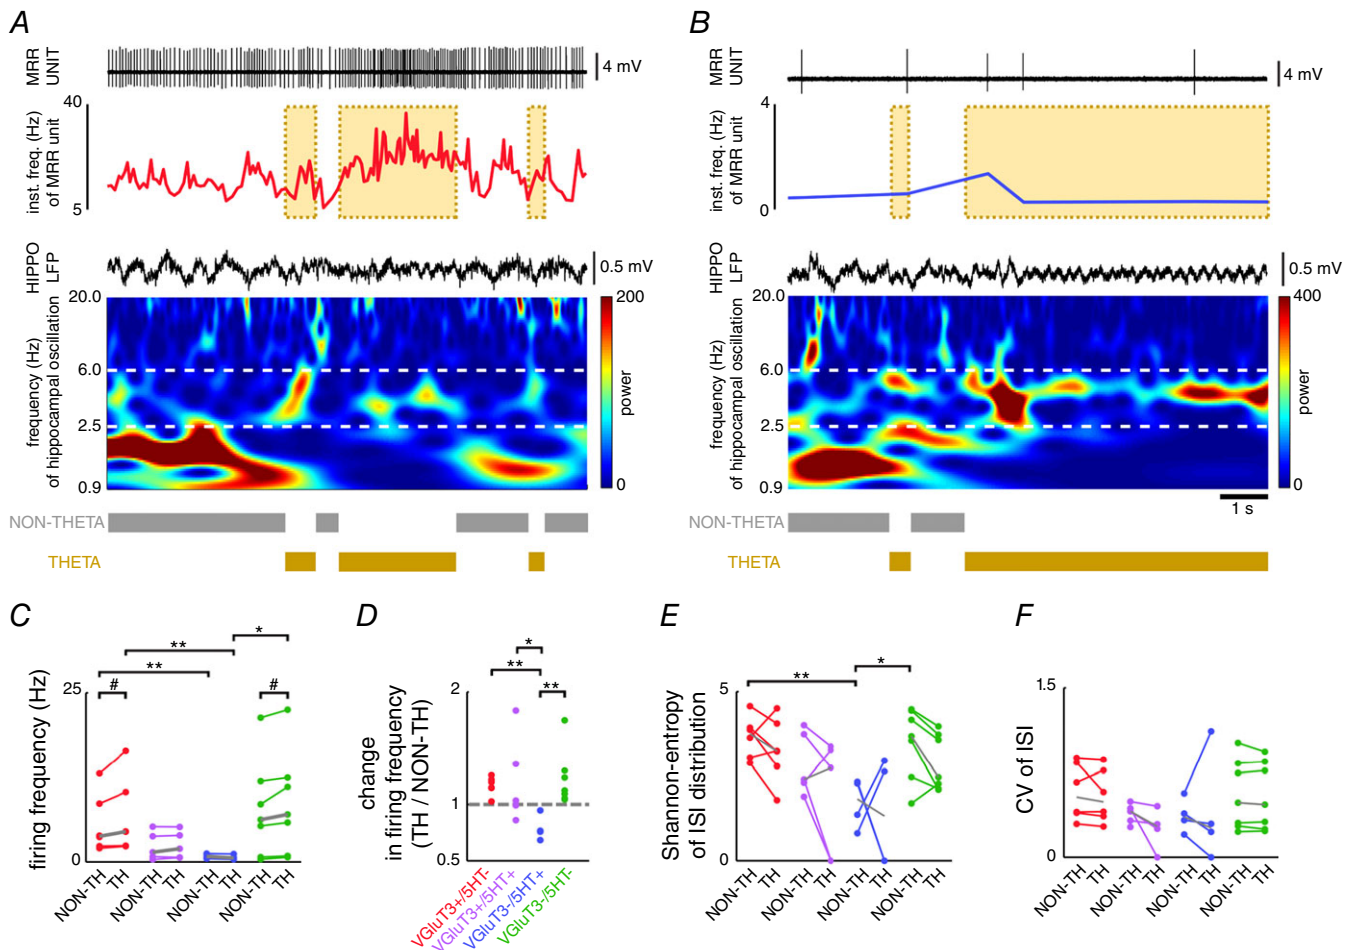 A
MRR
UNIT
4 mV
40
inst. freq. (Hz)
of MRR unit
5
HIPPO
LFP
0.5 mV
20.0
frequency (Hz)
of hippocampal oscillation
6.0
2.5
0.9
200
power
0
NON-THETA
THETA
B
MRR
UNIT
4 mV
4
inst. freq. (Hz)
of MRR unit
0
HIPPO
LFP
0.5 mV
20.0
frequency (Hz)
of hippocampal oscillation
6.0
2.5
0.9
400
power
0
1 s
NON-THETA
THETA
C
firing frequency (Hz)
25
0
**
**
*
#
#
NON-TH
TH
NON-TH
TH
NON-TH
TH
NON-TH
TH
D
change
in firing frequency
(TH / NON-TH)
2
1
0.5
*
**
**
VGluT3+/5HT-
VGluT3+/5HT+
VGluT3-/5HT+
VGluT3-/5HT-
E
Shannon-entropy
of ISI distribution
5
0
**
*
NON-TH
TH
NON-TH
TH
NON-TH
TH
NON-TH
TH
F
CV of ISI
1.5
0
NON-TH
TH
NON-TH
TH
NON-TH
TH
NON-TH
TH